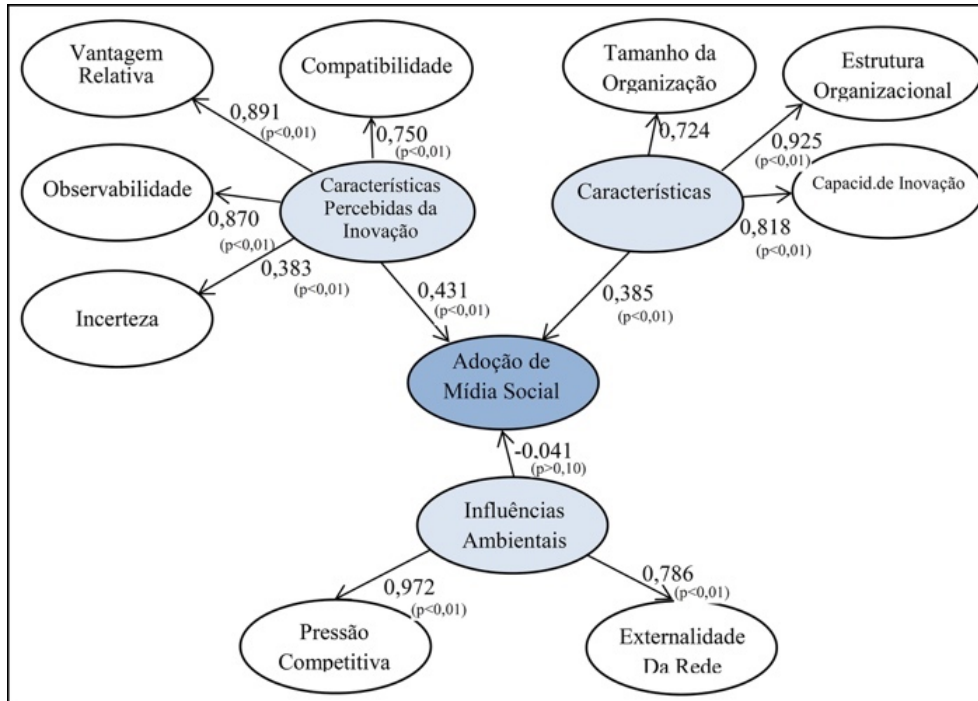 Vantagem
Relativa
Compatibilidade
Tamanho da
Organização
Estrutura
Organizacional
0,891
(p<0,01)
0,750
(p<0,01)
0,724
0,925
(p<0,01)
Observabilidade
Características
Percebidas da
Inovação
Características
Capacid.de Inovação
0,870
(p<0,01)
0,818
(p<0,01)
0,383
(p<0,01)
Incerteza
0,431
(p<0,01)
0,385
(p<0,01)
Adoção de
Mídia Social
-0,041
(p>0,10)
Influências
Ambientais
0,972
(p<0,01)
0,786
(p<0,01)
Pressão
Competitiva
Externalidade
Da Rede